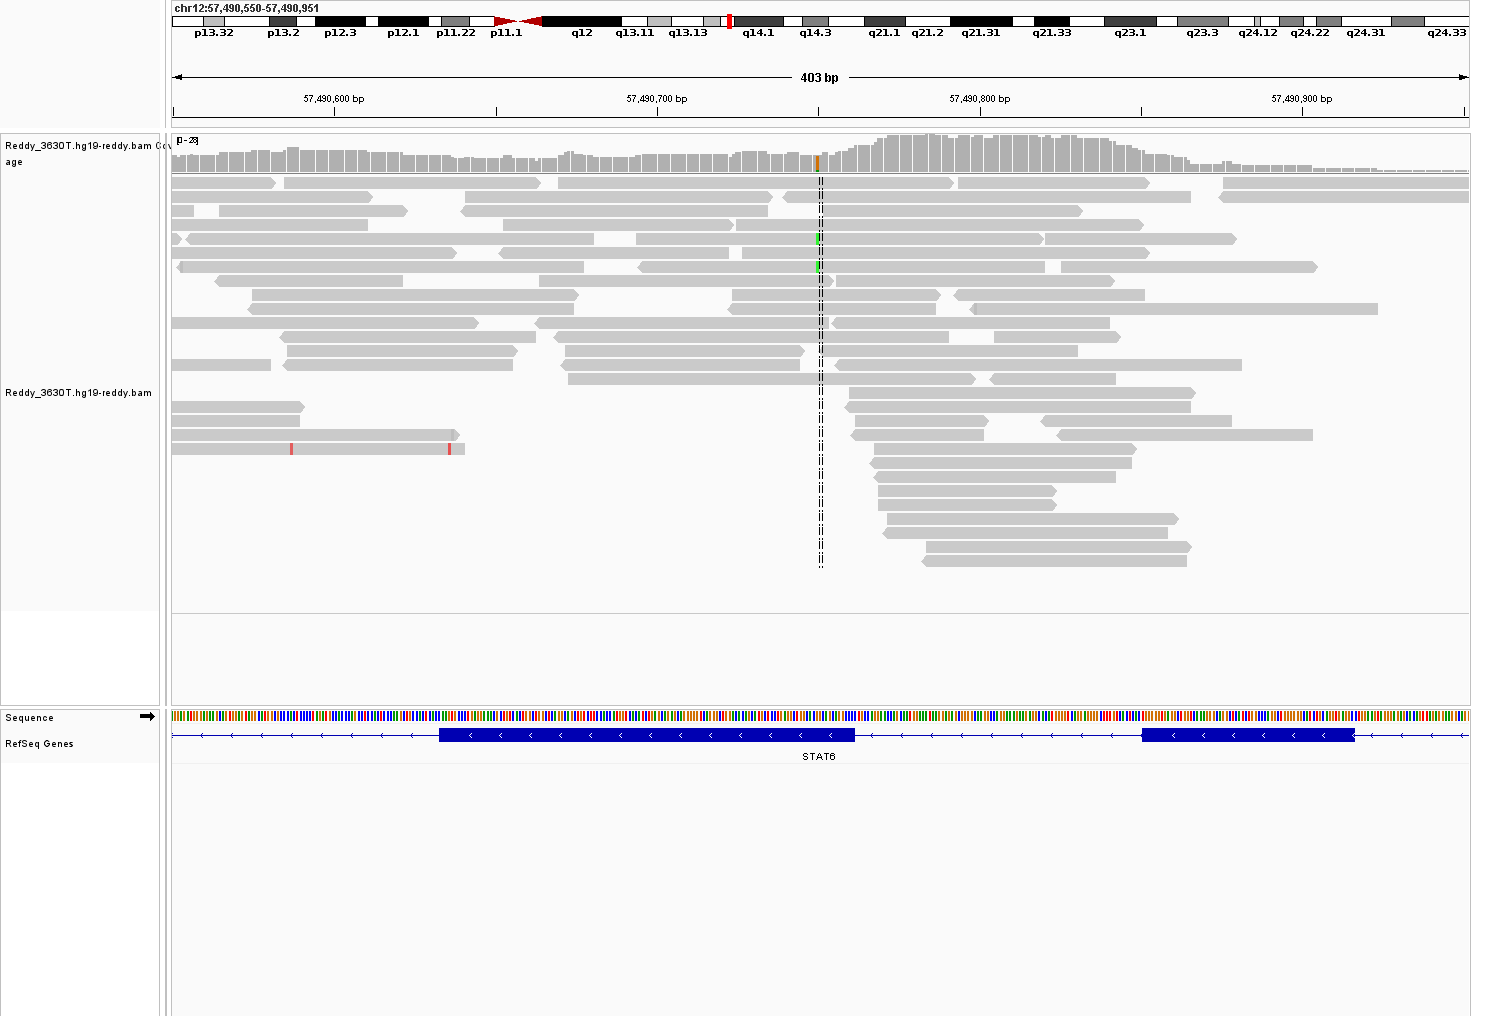 chr12:57,490,550-57,490,951
p13.32 p13.2 p12.3 p12.1 p11.22 p11.1 q12 q13.11 q13.13 q14.1 q14.3 q21.1 q21.2 q21.31 q21.33 q23.1 q23.3 q24.12 q24.22 q24.31 q24.33
403 bp
57,490,600 bp 57,490,700 bp 57,490,800 bp 57,490,900 bp
[0-28]
Reddy_3630T.hg19-reddy.bam Cov
age
Reddy_3630T.hg19-reddy.bam
Sequence
RefSeq Genes
STAT6